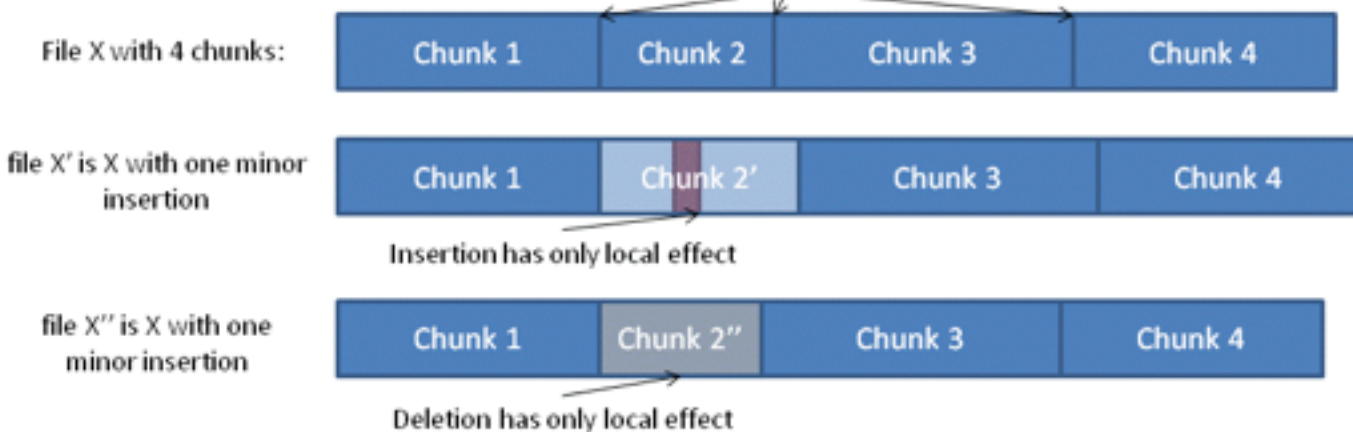 File X with 4 chunks:
Chunk 1
Chunk 2
Chunk 3
Chunk 4
file X′ is X with one minor
insertion
Chunk 1
Chunk 2′
Chunk 3
Chunk 4
Insertion has only local effect
file X′′ is X with one
minor insertion
Chunk 1
Chunk 2′′
Chunk 3
Chunk 4
Deletion has only local effect